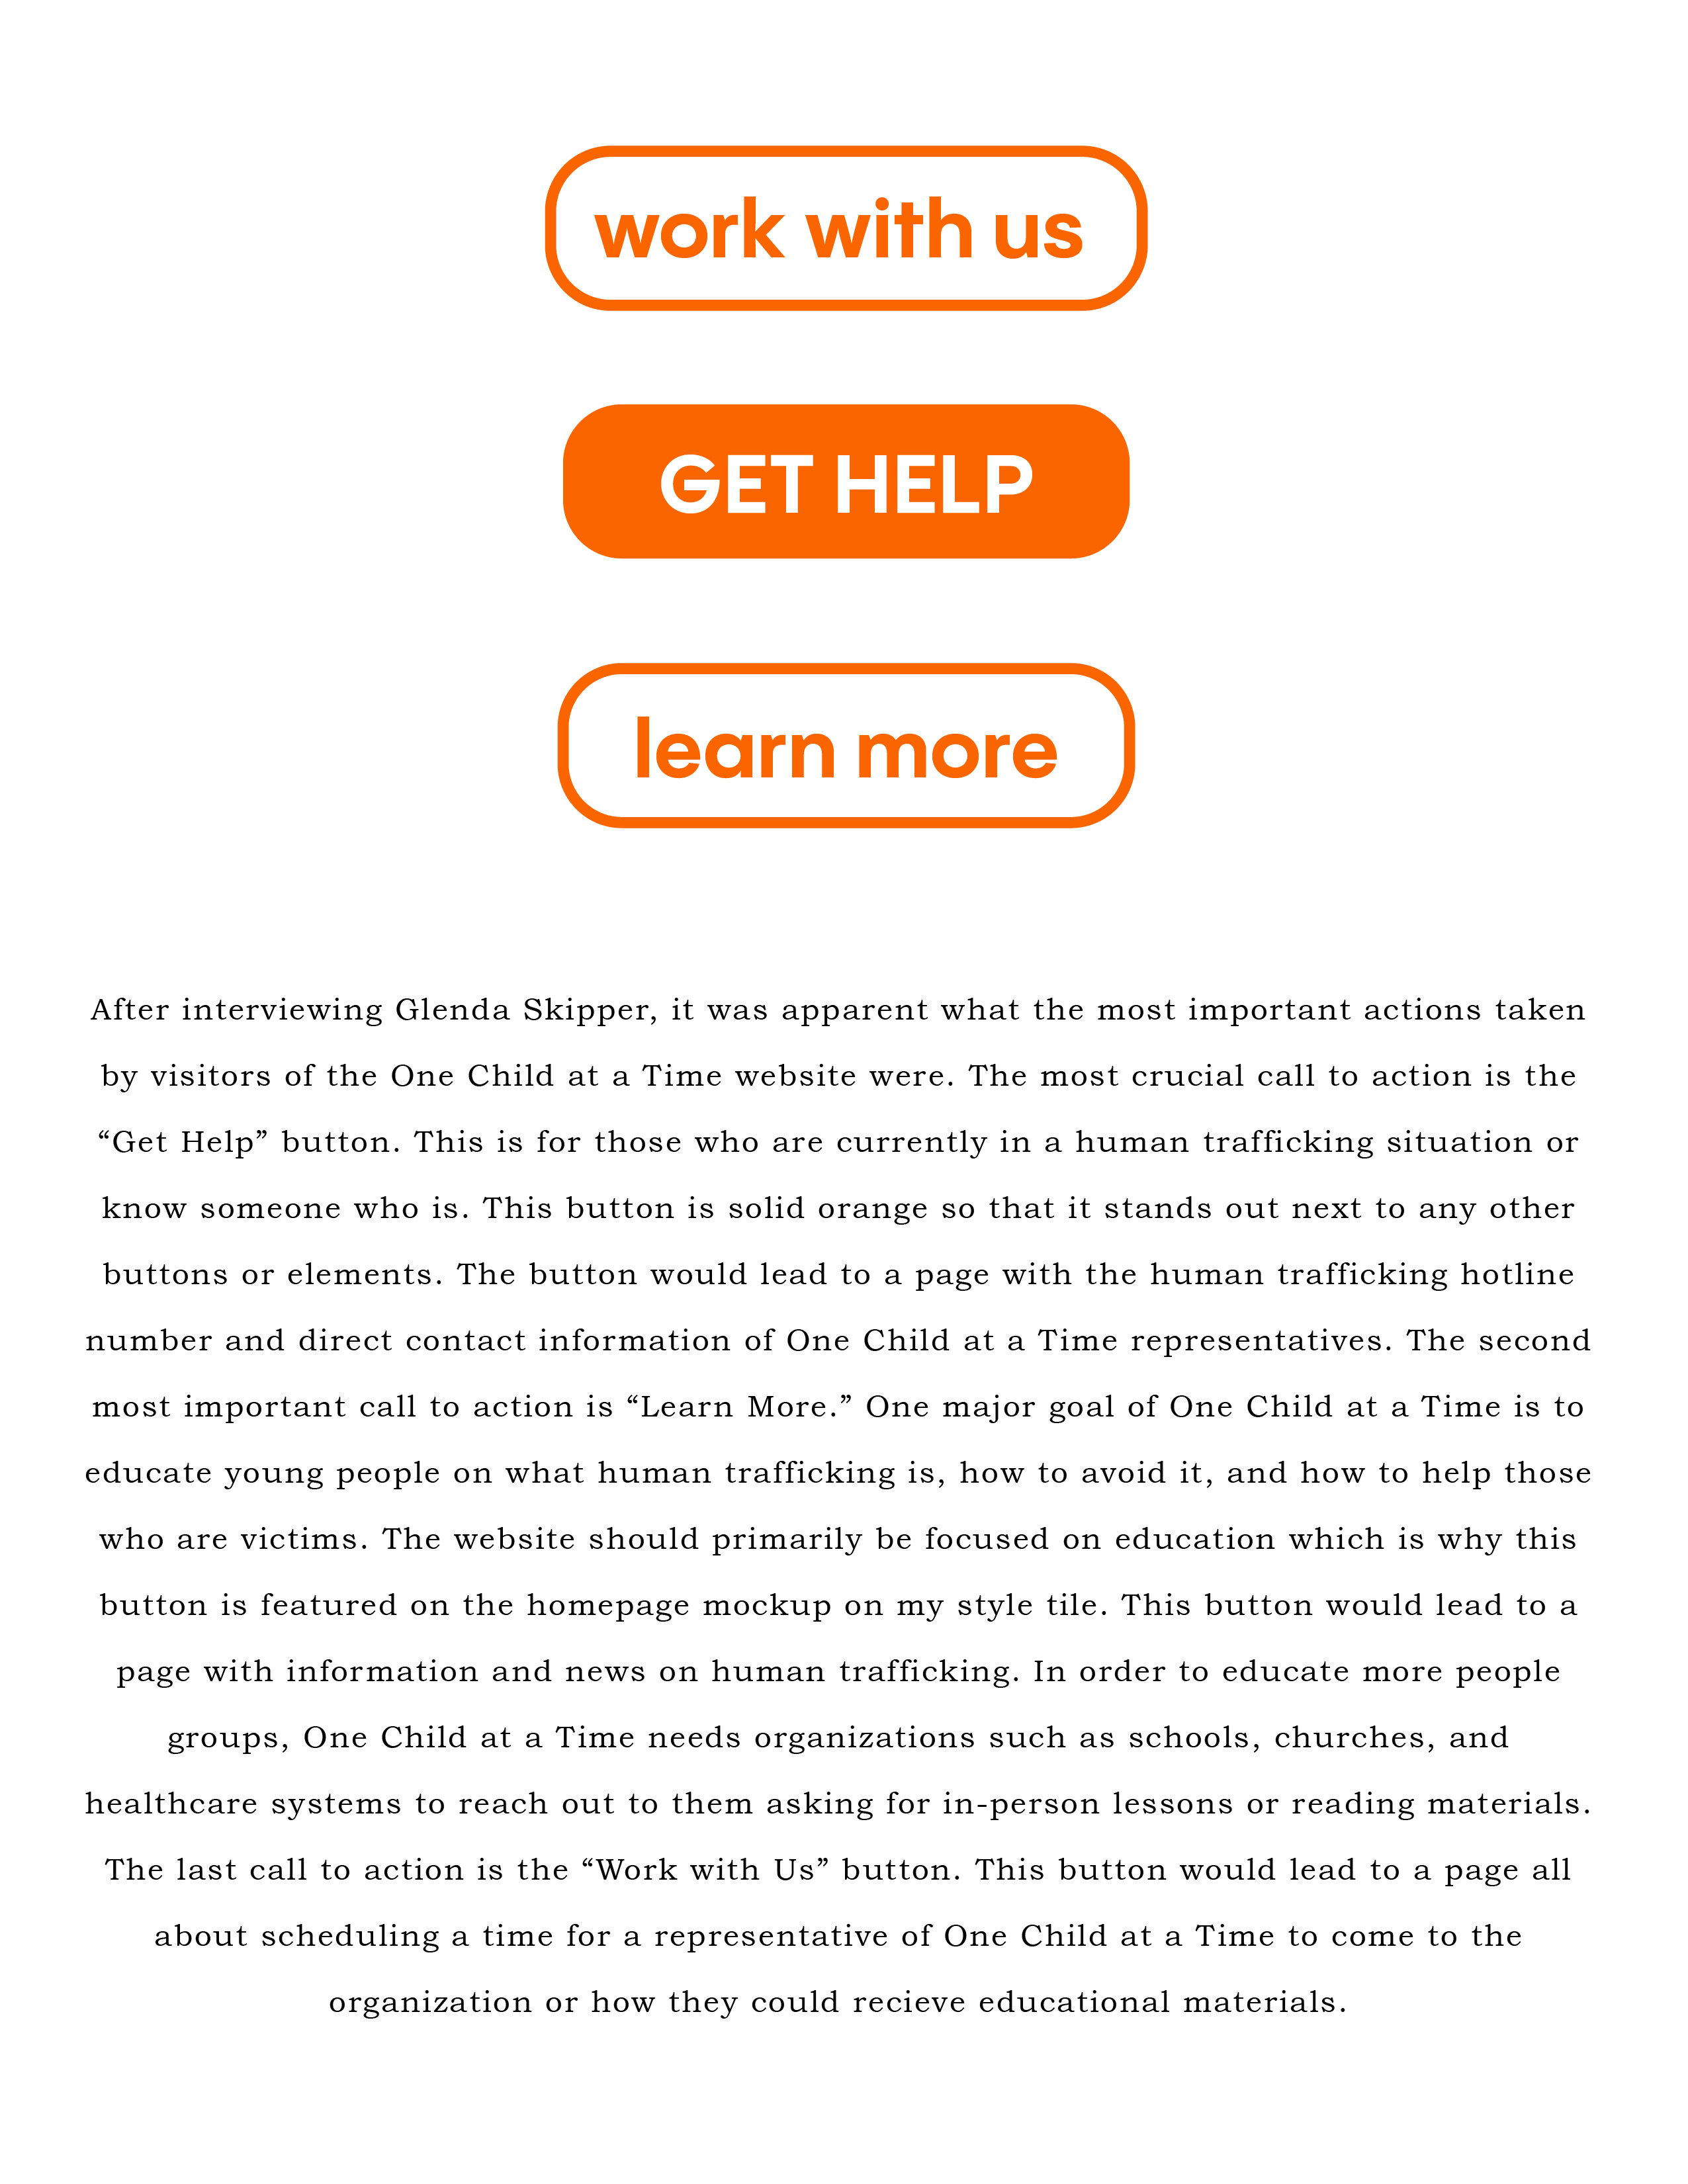 work with us
GET HELP
learn more
After interviewing Glenda Skipper, it was apparent what the most important actions taken
by visitors of the One Child at a Time website were. The most crucial call to action is the
“Get Help” button. This is for those who are currently in a human trafficking situation or
know someone who is. This button is solid orange so that it stands out next to any other
buttons or elements. The button would lead to a page with the human trafficking hotline
number and direct contact information of One Child at a Time representatives. The second
most important call to action is “Learn More.” One major goal of One Child at a Time is to
educate young people on what human trafficking is, how to avoid it, and how to help those
who are victims. The website should primarily be focused on education which is why this
button is featured on the homepage mockup on my style tile. This button would lead to a
page with information and news on human trafficking. In order to educate more people
groups, One Child at a Time needs organizations such as schools, churches, and
healthcare systems to reach out to them asking for in-person lessons or reading materials.
The last call to action is the “Work with Us” button. This button would lead to a page all
about scheduling a time for a representative of One Child at a Time to come to the
organization or how they could recieve educational materials.